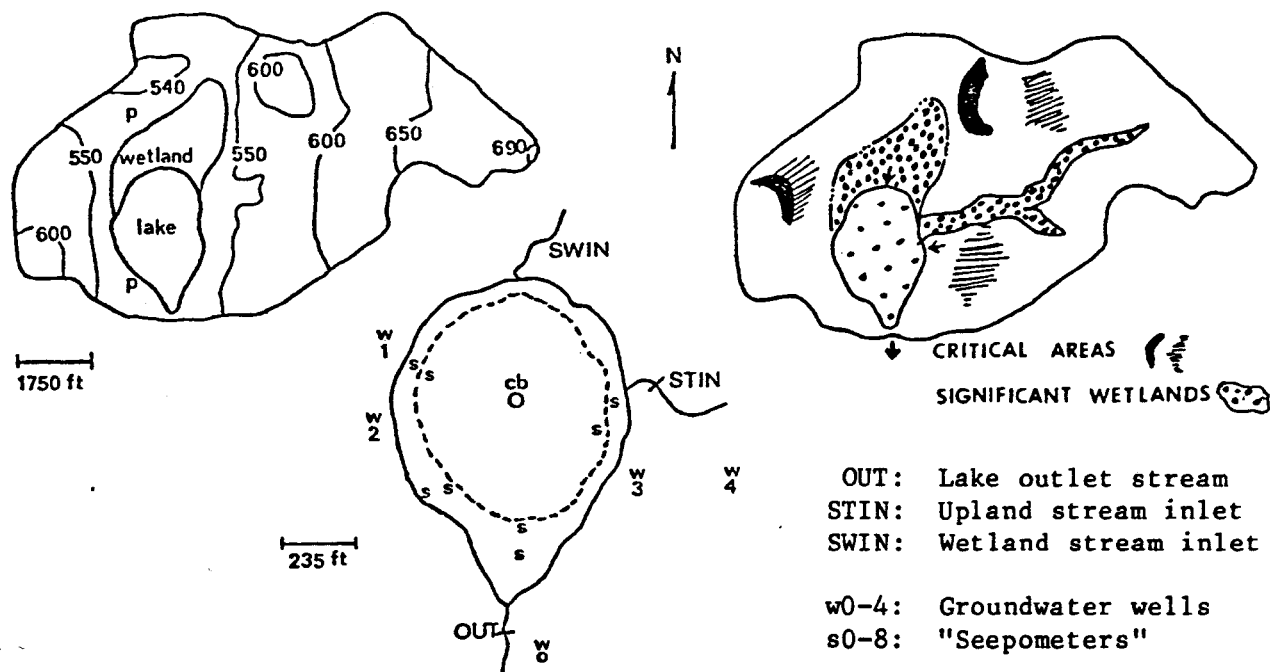 600
540
p
550
wetland
550
600
650
690
lake
600
p
1750 ft
N
SWIN
w
1
s
s
cb
O
STIN
s
w
2
s
s
s
w
3
w
4
s
s
235 ft
OUT
w
o
CRITICAL AREAS
SIGNIFICANT WETLANDS
OUT: Lake outlet stream
STIN: Upland stream inlet
SWIN: Wetland stream inlet
w0-4: Groundwater wells
s0-8: "Seepometers"